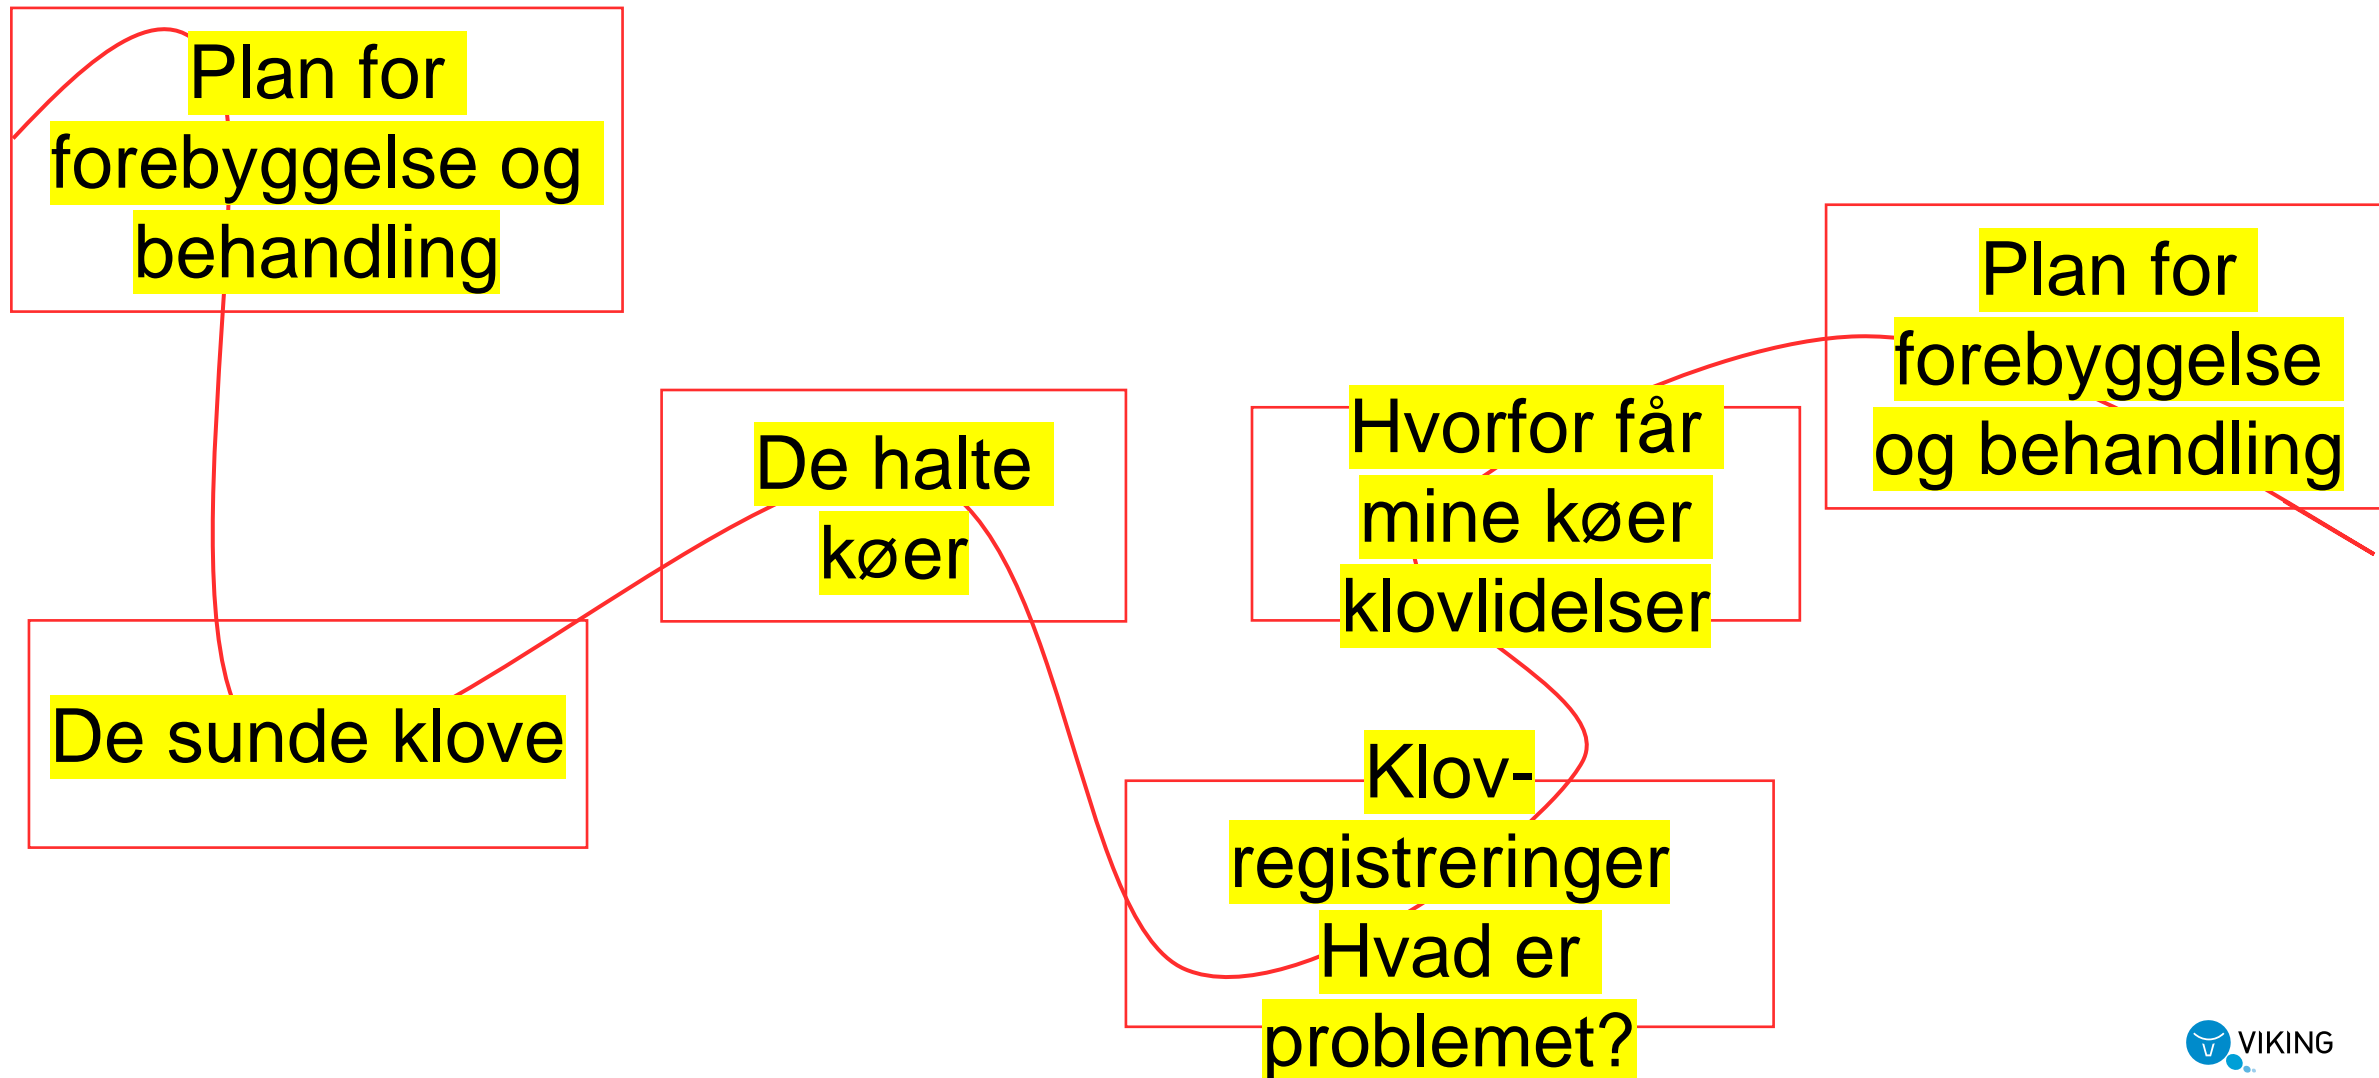 Plan for
forebyggelse og
behandling
De sunde klove
De halte
køer
Klov-
registreringer
Hvad er
problemet?
Hvorfor får
mine køer
klovlidelser
Plan for
forebyggelse
og behandling
VIKING